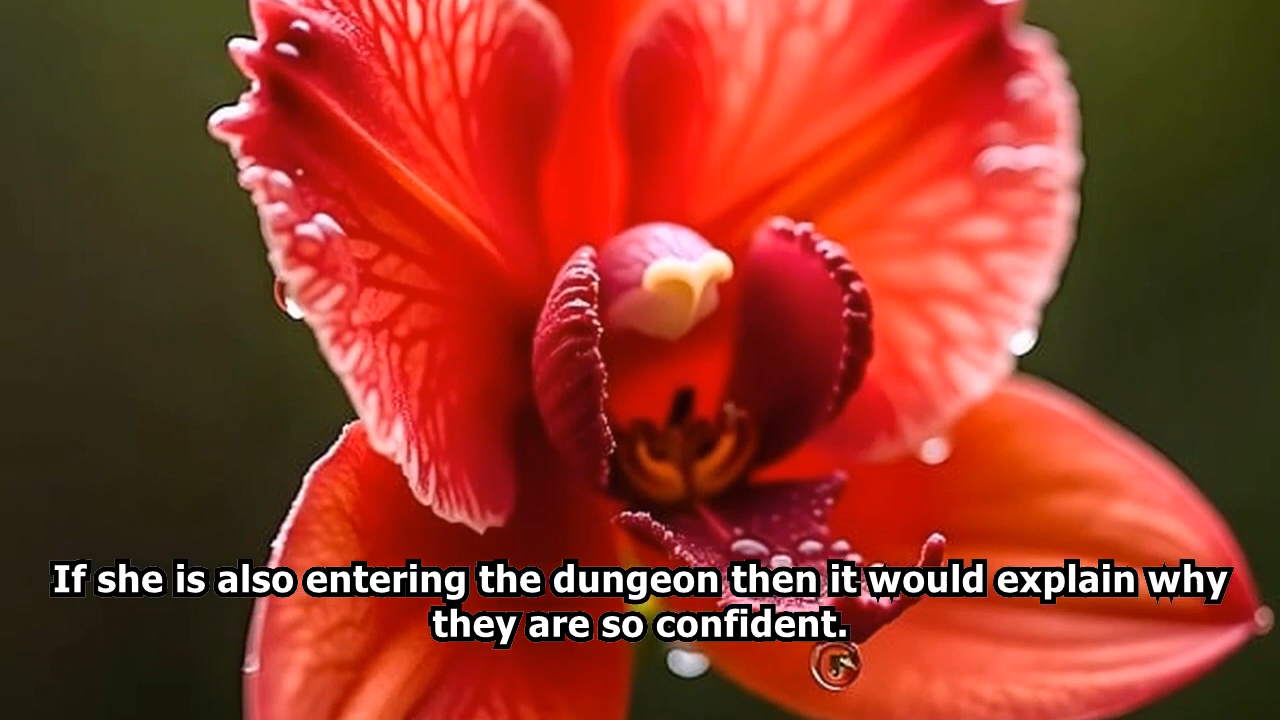 If she is also entering the dungeon then it would explain why
they are so confident.